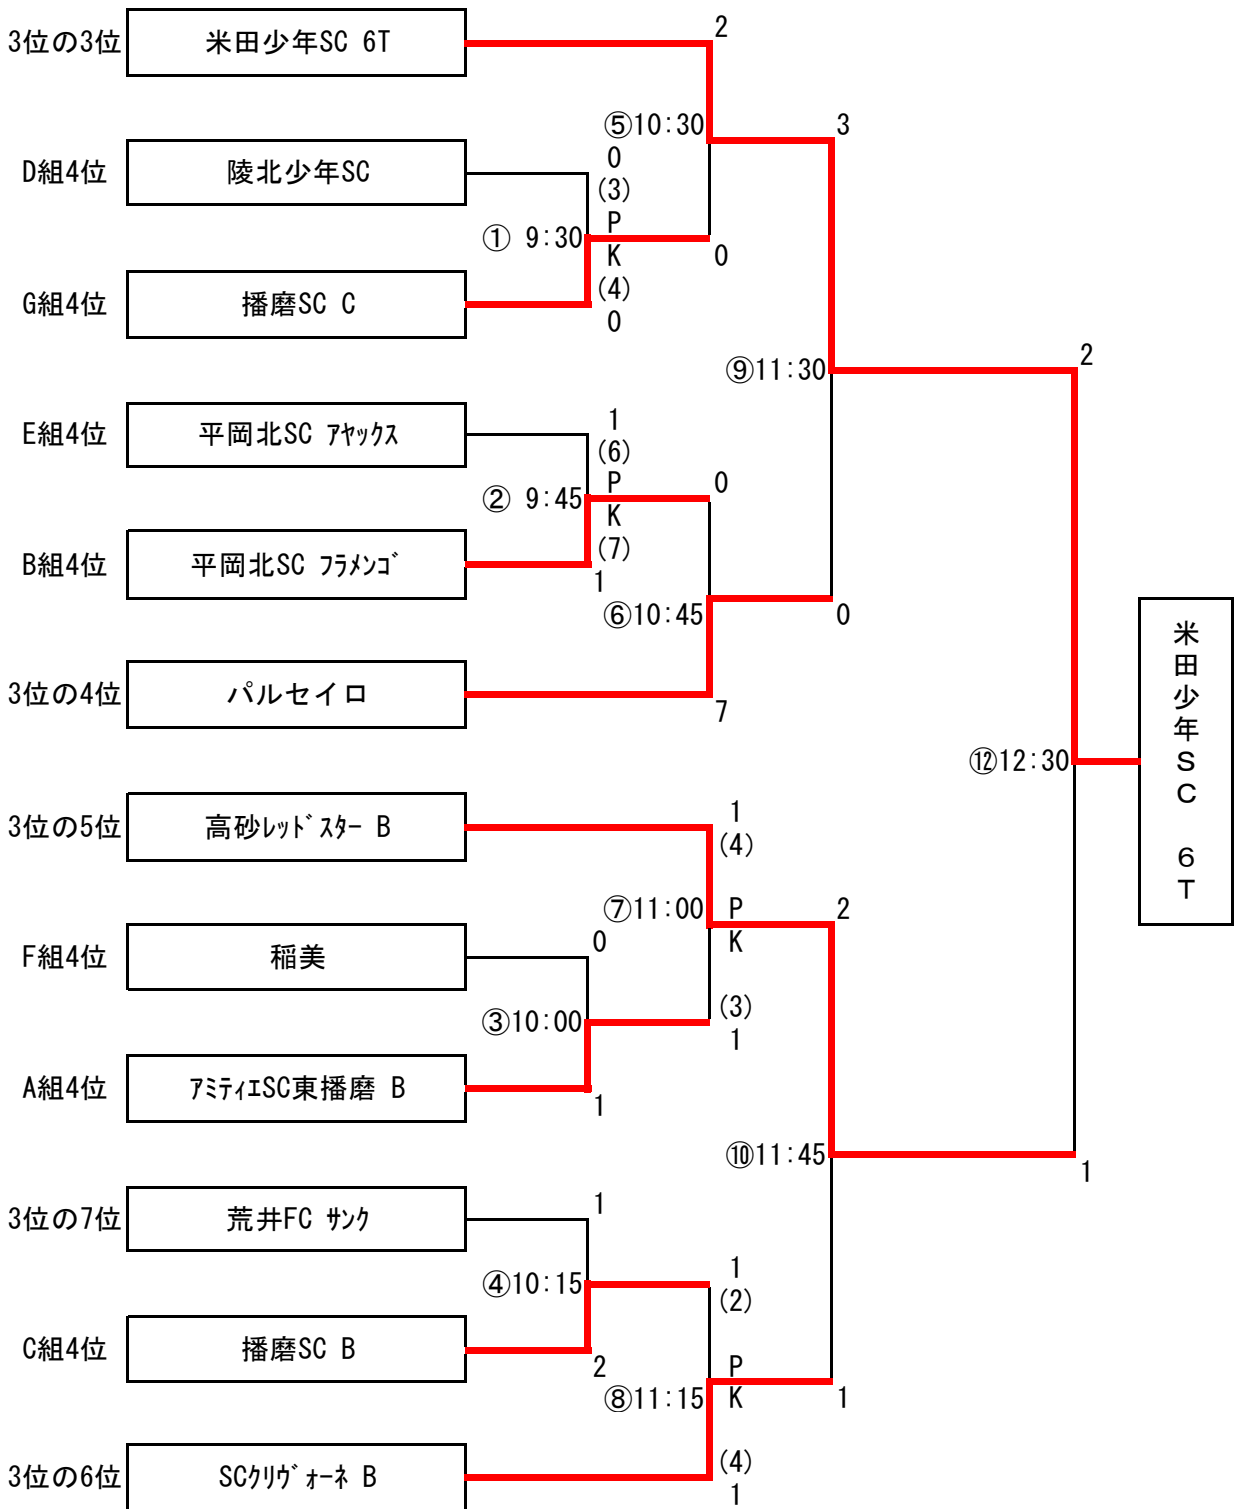 3位の3位 米田少年SC 6T 2
⑤10:30 3
0
D組4位 陵北少年SC (3)
P
① 9:30 K 0
G組4位 播磨SC C (4)
0
⑨11:30 2
E組4位 平岡北SC ｱﾔｯｸｽ 1
(6)
② 9:45 P 0
K
B組4位 平岡北SC ﾌﾗﾒﾝｺﾞ (7)
1
⑥10:45 0
3位の4位 パルセイロ 7
米田少年SC 6T
⑫12:30
3位の5位 高砂ﾚｯﾄﾞｽﾀｰ B 1
(4)
⑦11:00 P 2
K
F組4位 稲美 0
③10:00 (3)
1
A組4位 ｱﾐﾃｨｴSC東播磨 B 1
⑩11:45 1
3位の7位 荒井FC ｻﾝｸ 1
④10:15 1
(2)
C組4位 播磨SC B 2
⑧11:15 P 1
K
3位の6位 SCｸﾘｳﾞｫｰﾈ B (4)
1